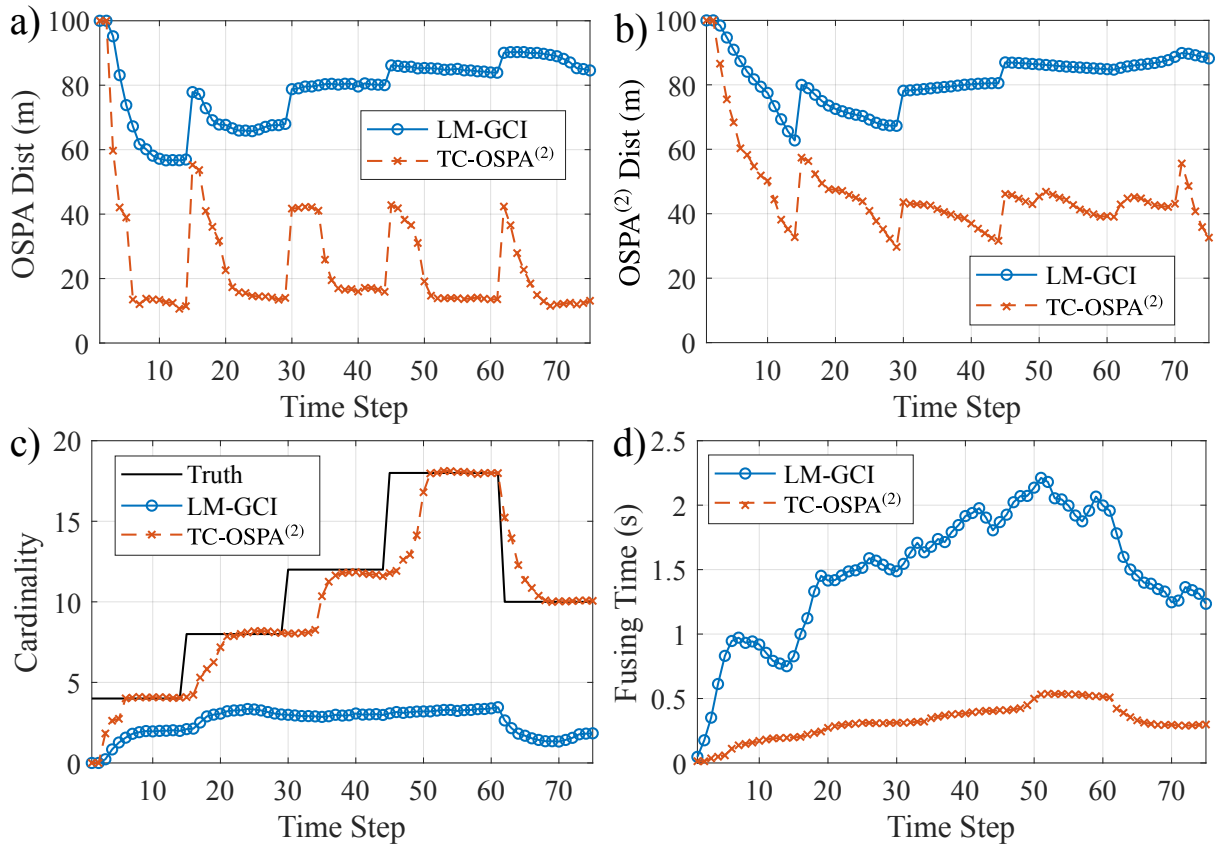 a)
OSPA Dist (m)
100
80
60
40
20
0
LM-GCI
TC-OSPA(2)
10 20 30 40 50 60 70
Time Step
b)
OSPA(2) Dist (m)
100
80
60
40
20
0
LM-GCI
TC-OSPA(2)
10 20 30 40 50 60 70
Time Step
c)
Cardinality
20
15
10
5
0
Truth
LM-GCI
TC-OSPA(2)
10 20 30 40 50 60 70
Time Step
d)
Fusing Time (s)
2.5
2
1.5
1
0.5
0
LM-GCI
TC-OSPA(2)
10 20 30 40 50 60 70
Time Step